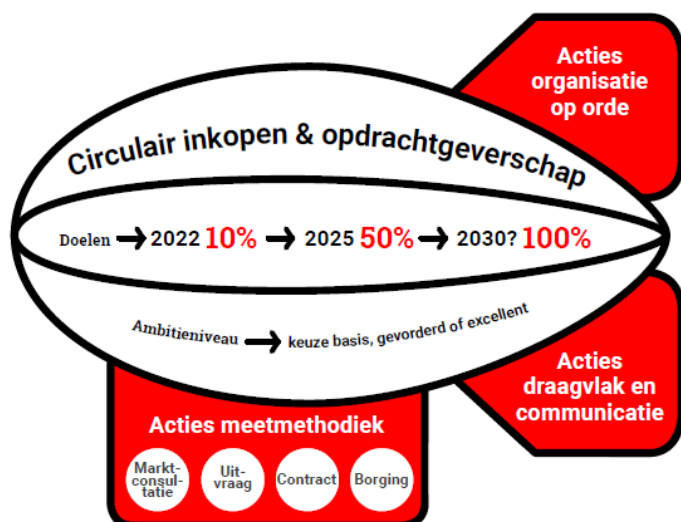 Acties
organisatie
op orde
Circulair inkopen & opdrachtgeverschap
Doelen → 2022 10% → 2025 50% → 2030? 100%
Ambitieniveau → keuze basis, gevorderd of excellent
Acties
draagvlak en
communicatie
Acties meetmethodiek
Markt-
consul-
tatie
Uit-
vraag
Contract
Borging